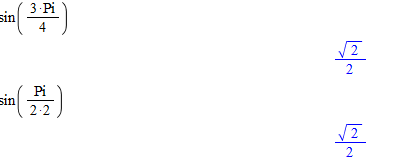 sin(3·Pi/4)
√2/2
sin(Pi/2·2)
√2/2